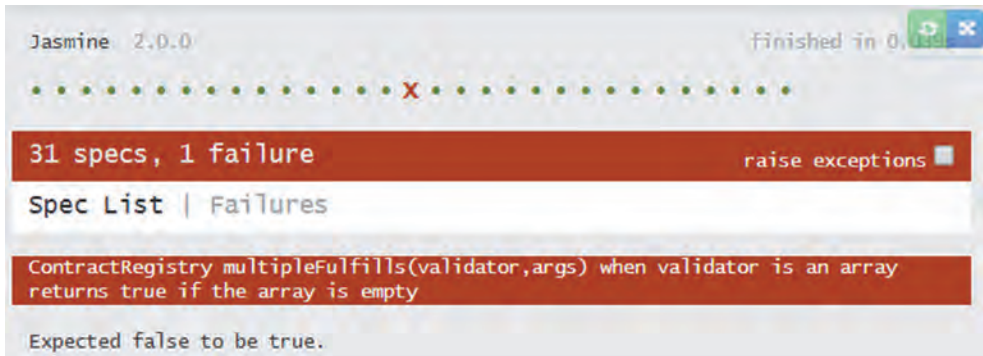 Jasmine 2.0.0 finished in
• • • • • • • • • • • • • • • X • • • • • • • • • • • • • • •
31 specs, 1 failure raise exceptions
Spec List | Failures
ContractRegistry multipleFulfills(validator,args) when validator is an array
returns true if the array is empty
Expected false to be true.